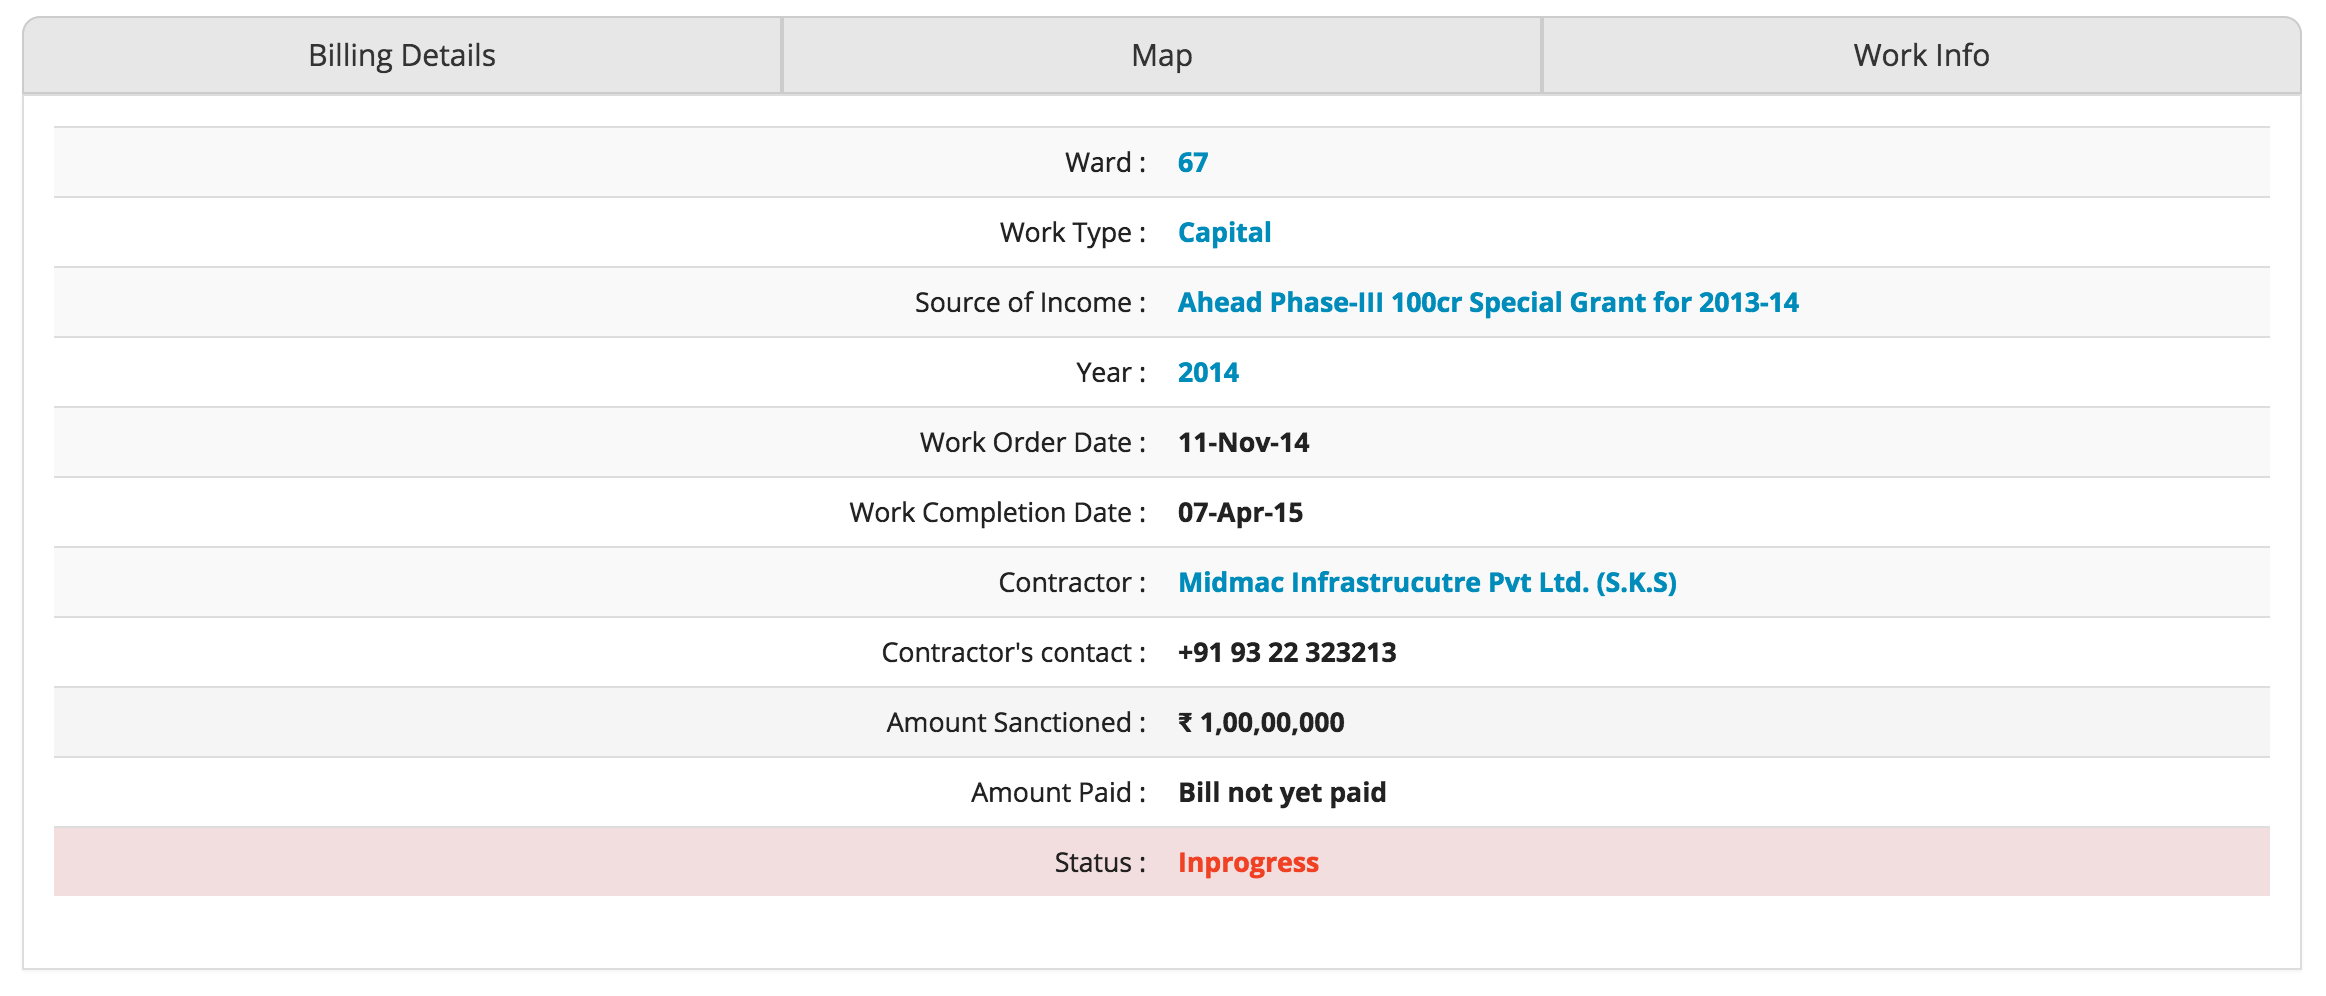 Billing Details Map Work Info
Ward : 67
Work Type : Capital
Source of Income : Ahead Phase-III 100cr Special Grant for 2013-14
Year : 2014
Work Order Date : 11-Nov-14
Work Completion Date : 07-Apr-15
Contractor : Midmac Infrastrucutre Pvt Ltd. (S.K.S)
Contractor's contact : +91 93 22 323213
Amount Sanctioned : ₹ 1,00,00,000
Amount Paid : Bill not yet paid
Status : Inprogress